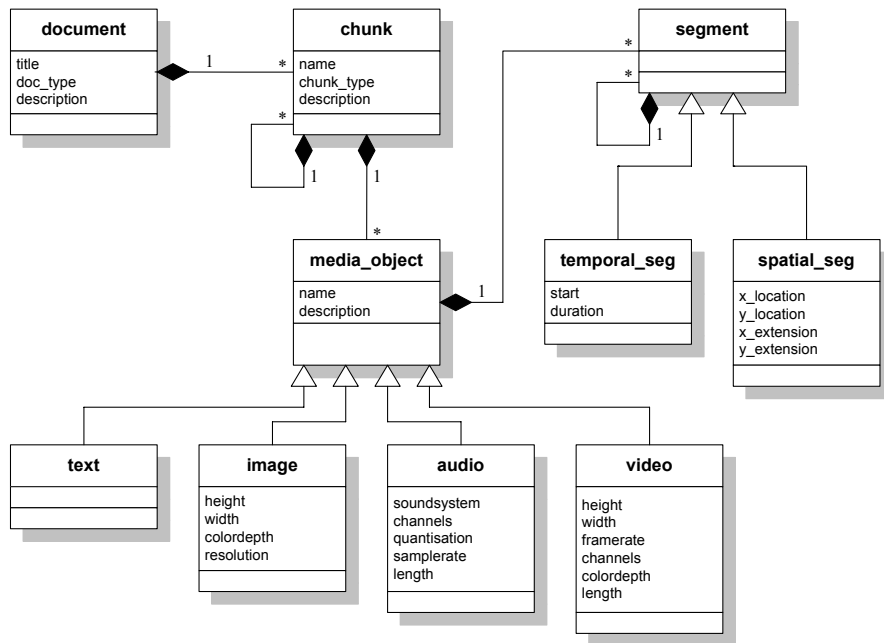 document
title
doc_type
description
1
*
chunk
name
chunk_type
description
*
1
1
*
segment
*
*
1
media_object
name
description
1
temporal_seg
start
duration
spatial_seg
x_location
y_location
x_extension
y_extension
text
image
height
width
colordepth
resolution
audio
soundsystem
channels
quantisation
samplerate
length
video
height
width
framerate
channels
colordepth
length